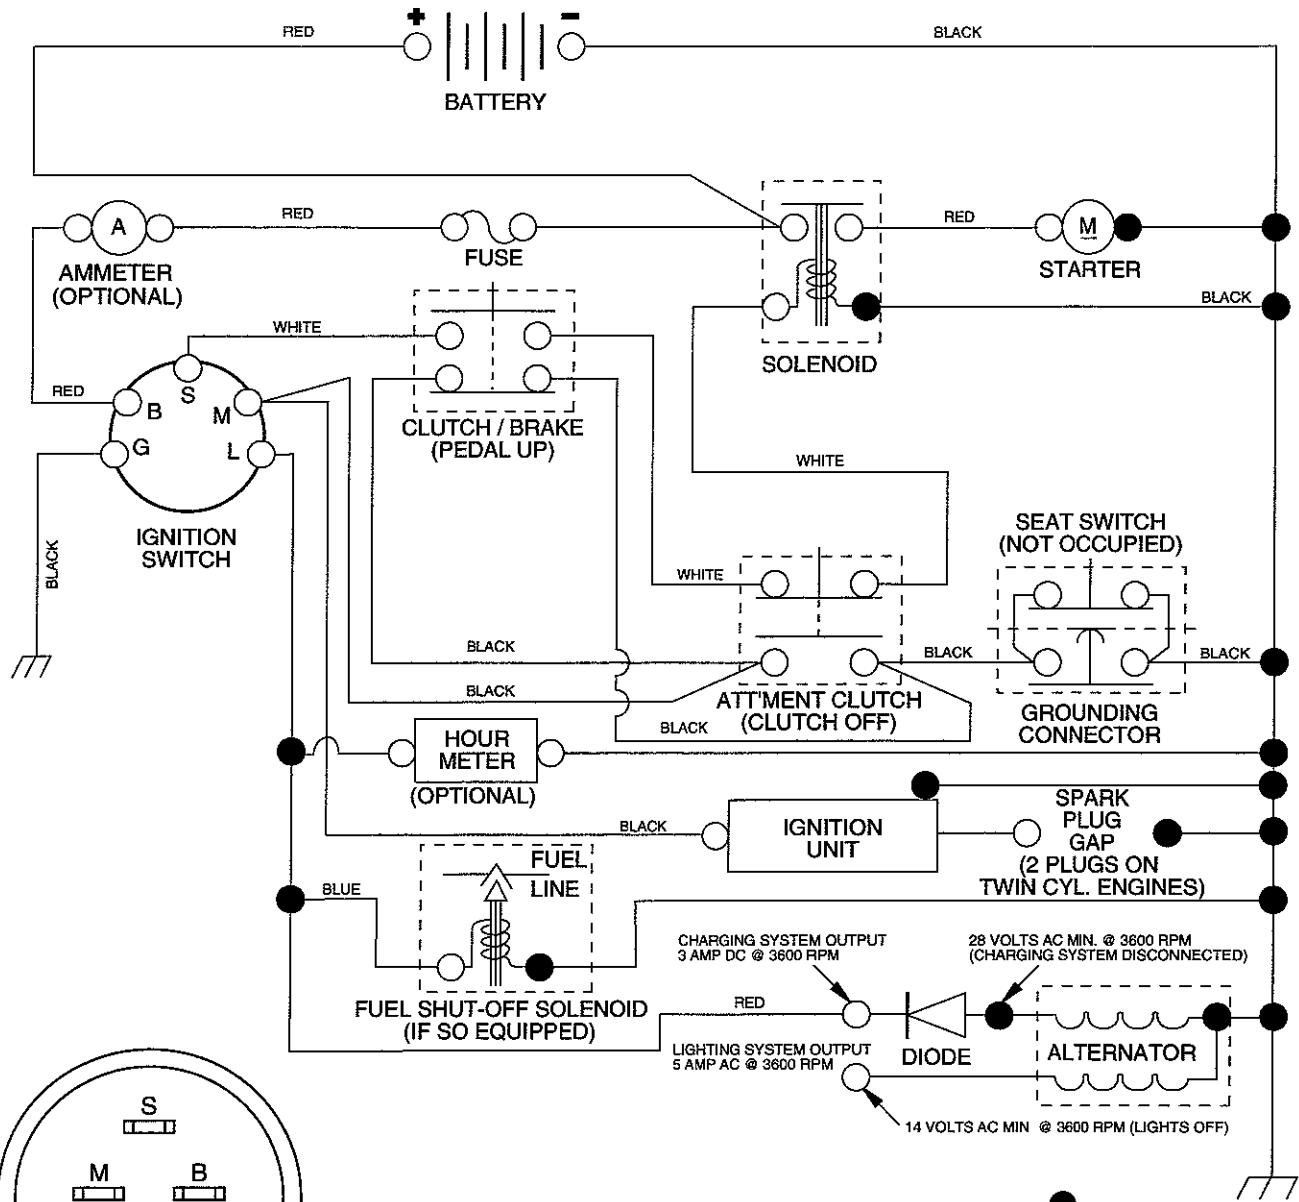 +
-
RED
BLACK
BATTERY
A
RED
FUSE
RED
M
STARTER
AMMETER
(OPTIONAL)
BLACK
WHITE
SOLENOID
RED
S
B
M
G
L
CLUTCH / BRAKE
(PEDAL UP)
WHITE
IGNITION
SWITCH
BLACK
SEAT SWITCH
(NOT OCCUPIED)
WHITE
BLACK
BLACK
BLACK
BLACK
ATT'MENT CLUTCH
(CLUTCH OFF)
BLACK
GROUNDING
CONNECTOR
HOUR
METER
(OPTIONAL)
BLACK
IGNITION
UNIT
SPARK
PLUG
GAP
(2 PLUGS ON
TWIN CYL. ENGINES)
FUEL
LINE
BLUE
FUEL SHUT-OFF SOLENOID
(IF SO EQUIPPED)
CHARGING SYSTEM OUTPUT
3 AMP DC @ 3600 RPM
28 VOLTS AC MIN. @ 3600 RPM
(CHARGING SYSTEM DISCONNECTED)
RED
LIGHTING SYSTEM OUTPUT
5 AMP AC @ 3600 RPM
DIODE
ALTERNATOR
14 VOLTS AC MIN @ 3600 RPM (LIGHTS OFF)
S
M
B